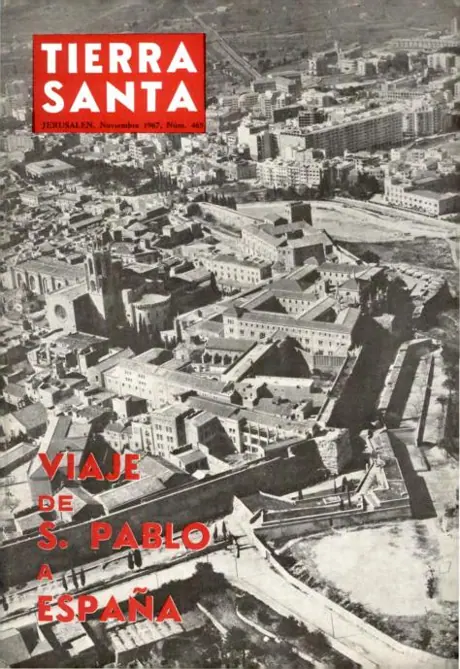 TIERRA
SANTA
JERUSALEN, Noviembre 1967, Núm. 465
VIAJE
DE
S. PABLO
A
ESPAÑA